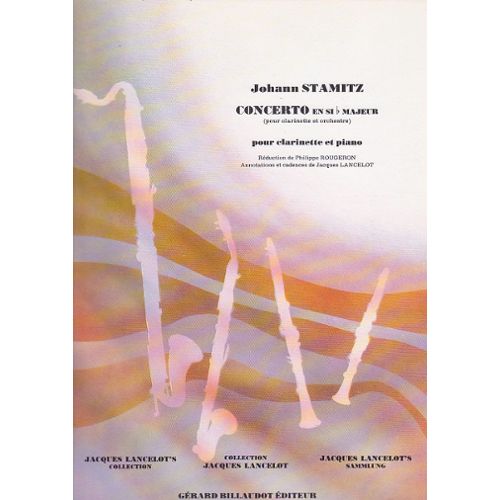 Johann STAMITZ
CONCERTO EN SI ♭ MAJEUR
(pour clarinette et orchestre)
pour clarinette et piano
Réduction de Philippe ROUGERON
Annotations et cadences de Jacques LANCELOT
JACQUES LANCELOT'S
COLLECTION
COLLECTION
JACQUES LANCELOT
JACQUES LANCELOT'S
SAMMLUNG
GÉRARD BILLAUDOT ÉDITEUR